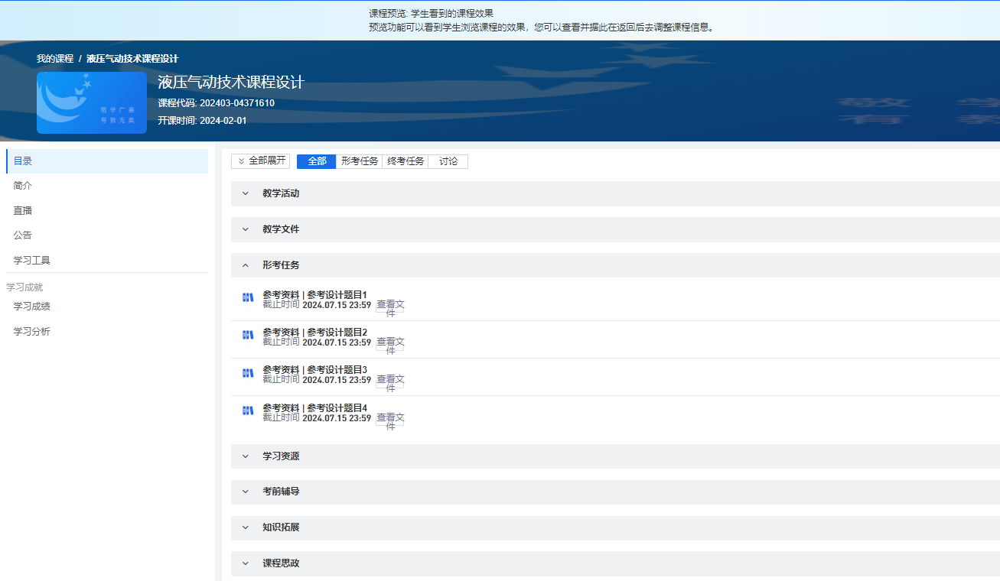 课程预览: 学生看到的课程效果
预览功能可以看到学生浏览课程的效果，您可以查看并据此在返回后去调整课程信息。
我的课程 / 液压气动技术课程设计
液压气动技术课程设计
课程代码: 202403-04371610
开课时间: 2024-02-01
敬学广惠
有教无类
敬 学
有 教
目录
简介
直播
公告
学习工具
学习成就
学习成绩
学习分析
全部展开 全部 形考任务 终考任务 讨论
教学活动
教学文件
形考任务
参考资料 | 参考设计题目1
截止时间 2024.07.15 23:59 查看文
件
参考资料 | 参考设计题目2
截止时间 2024.07.15 23:59 查看文
件
参考资料 | 参考设计题目3
截止时间 2024.07.15 23:59 查看文
件
参考资料 | 参考设计题目4
截止时间 2024.07.15 23:59 查看文
件
学习资源
考前辅导
知识拓展
课程思政